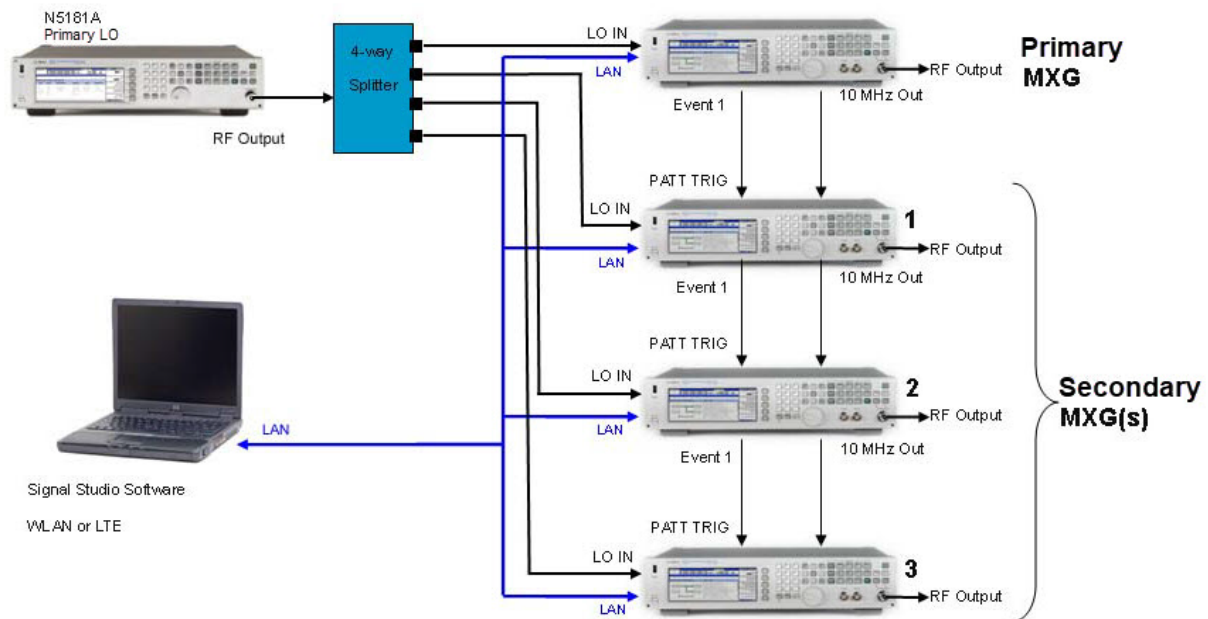 N5181A
Primary LO
4-way
Splitter
RF Output
LO IN
LAN
RF Output
Primary
MXG
Event 1
10 MHz Out
PATT TRIG
LO IN
1
LAN
RF Output
Event 1
10 MHz Out
PATT TRIG
LO IN
2
LAN
RF Output
Secondary
MXG(s)
LAN
Event 1
10 MHz Out
Signal Studio Software
WLAN or LTE
PATT TRIG
LO IN
3
LAN
RF Output